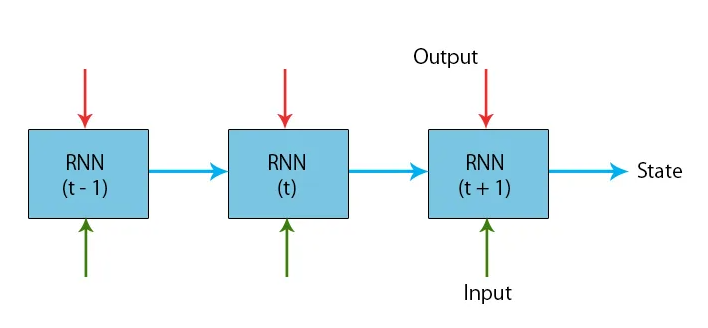 Output
RNN
(t - 1)
RNN
(t)
RNN
(t + 1)
State
Input